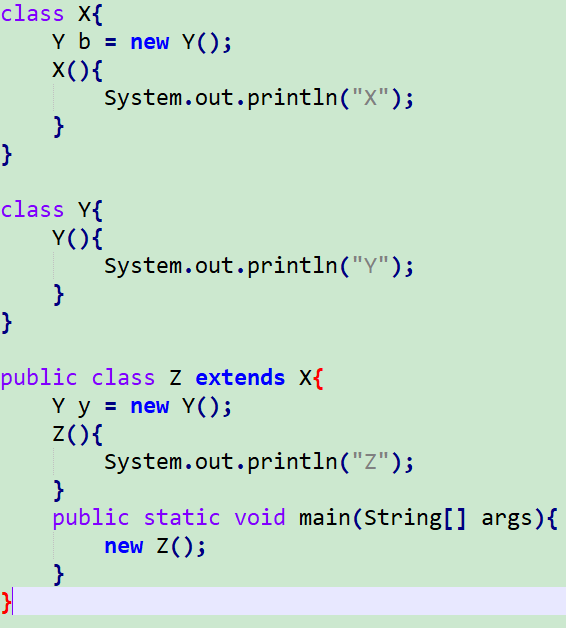 class X{
    Y b = new Y();
    X(){
        System.out.println("X");
    }
}

class Y{
    Y(){
        System.out.println("Y");
    }
}

public class Z extends X{
    Y y = new Y();
    Z(){
        System.out.println("Z");
    }
    public static void main(String[] args){
        new Z();
    }
}